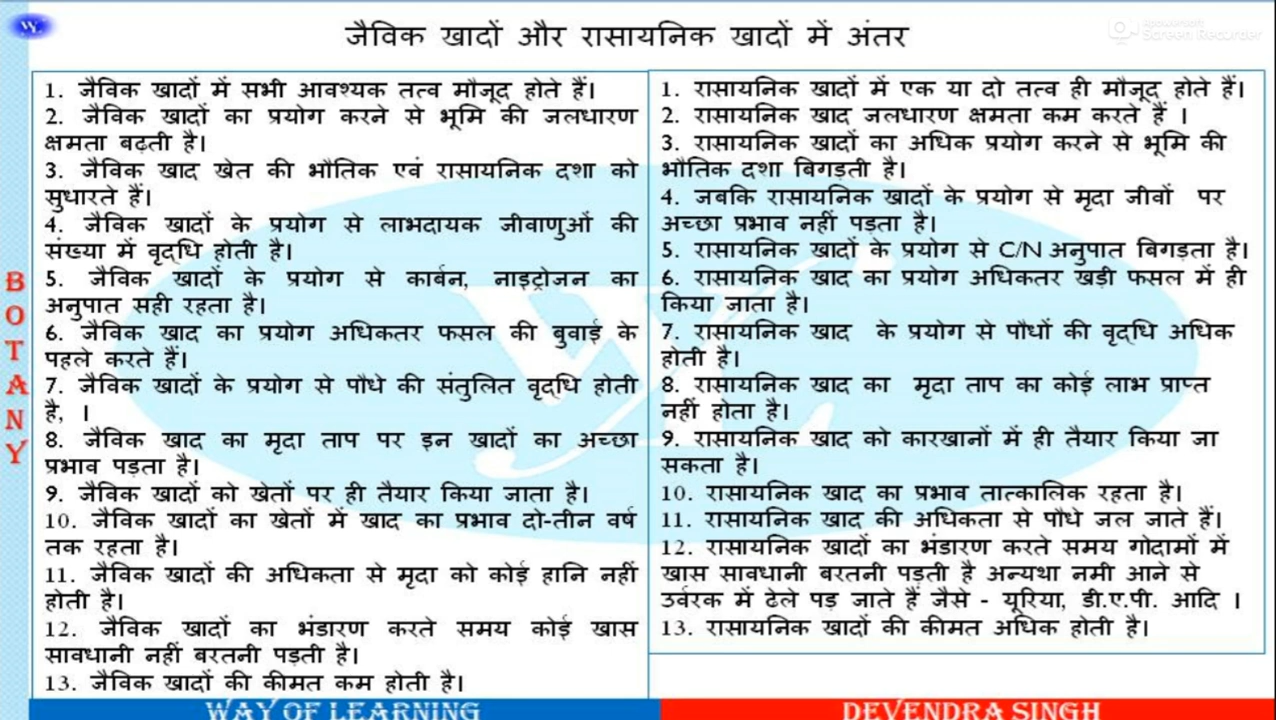 W
जैविक खादों और रासायनिक खादों में अंतर
Apowersoft
Screen Recorder
1. जैविक खादों में सभी आवश्यक तत्व मौजूद होते हैं।
2. जैविक खादों का प्रयोग करने से भूमि की जलधारण
क्षमता बढ़ती है।
3. जैविक खाद खेत की भौतिक एवं रासायनिक दशा को
सुधारते हैं।
4. जैविक खादों के प्रयोग से लाभदायक जीवाणुओं की
संख्या में वृद्धि होती है।
5. जैविक खादों के प्रयोग से कार्बन, नाइट्रोजन का
अनुपात सही रहता है।
6. जैविक खाद का प्रयोग अधिकतर फसल की बुवाई के
पहले करते हैं।
7. जैविक खादों के प्रयोग से पौधे की संतुलित वृद्धि होती
है, ।
8. जैविक खाद का मृदा ताप पर इन खादों का अच्छा
प्रभाव पड़ता है।
9. जैविक खादों को खेतों पर ही तैयार किया जाता है।
10. जैविक खादों का खेतों में खाद का प्रभाव दो-तीन वर्ष
तक रहता है।
11. जैविक खादों की अधिकता से मृदा को कोई हानि नहीं
होती है।
12. जैविक खादों का भंडारण करते समय कोई खास
सावधानी नहीं बरतनी पड़ती है।
13. जैविक खादों की कीमत कम होती है।
1. रासायनिक खादों में एक या दो तत्व ही मौजूद होते हैं।
2. रासायनिक खाद जलधारण क्षमता कम करते हैं ।
3. रासायनिक खादों का अधिक प्रयोग करने से भूमि की
भौतिक दशा बिगड़ती है।
4. जबकि रासायनिक खादों के प्रयोग से मृदा जीवों पर
अच्छा प्रभाव नहीं पड़ता है।
5. रासायनिक खादों के प्रयोग से C/N अनुपात बिगड़ता है।
6. रासायनिक खाद का प्रयोग अधिकतर खड़ी फसल में ही
किया जाता है।
7. रासायनिक खाद के प्रयोग से पौधों की वृद्धि अधिक
होती है।
8. रासायनिक खाद का मृदा ताप का कोई लाभ प्राप्त
नहीं होता है।
9. रासायनिक खाद को कारखानों में ही तैयार किया जा
सकता है।
10. रासायनिक खाद का प्रभाव तात्कालिक रहता है।
11. रासायनिक खाद की अधिकता से पौधे जल जाते हैं।
12. रासायनिक खादों का भंडारण करते समय गोदामों में
खास सावधानी बरतनी पड़ती है अन्यथा नमी आने से
उर्वरक में ढेले पड़ जाते हैं जैसे - यूरिया, डी.ए.पी. आदि ।
13. रासायनिक खादों की कीमत अधिक होती है।
BOTANY
WAY OF LEARNING
DEVENDRA SINGH